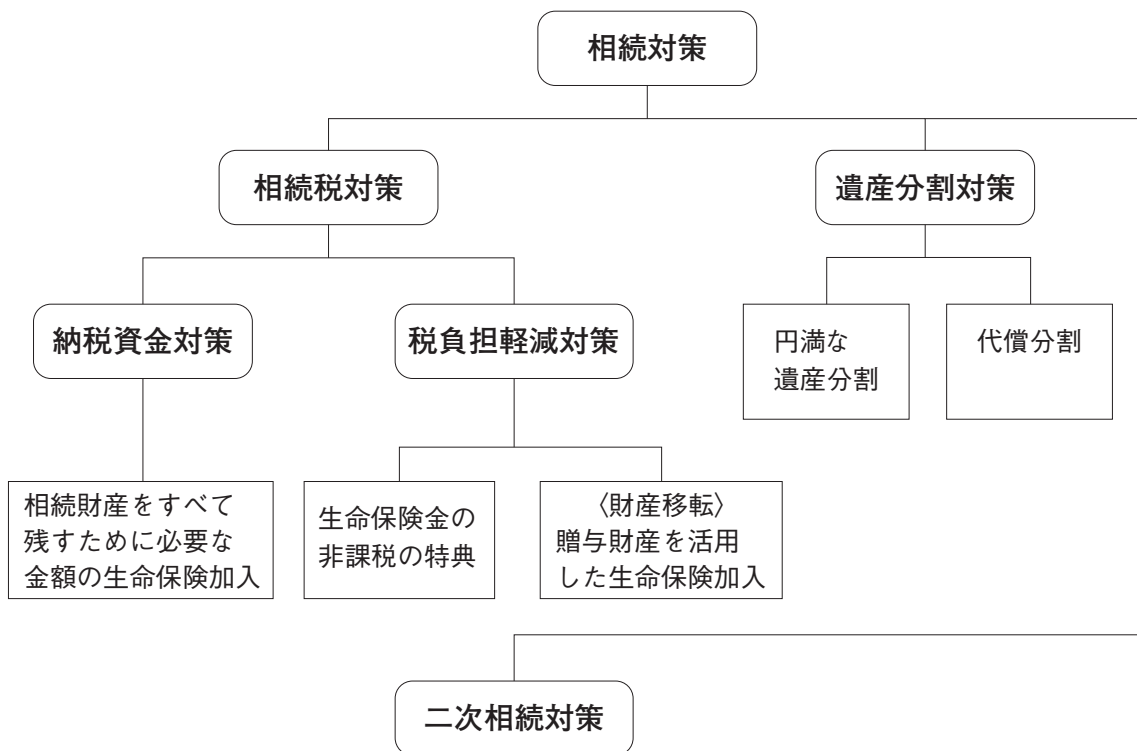 相続対策
相続税対策
遺産分割対策
納税資金対策
税負担軽減対策
円満な
遺産分割
代償分割
相続財産をすべて
残すために必要な
金額の生命保険加入
生命保険金の
非課税の特典
〈財産移転〉
贈与財産を活用
した生命保険加入
二次相続対策